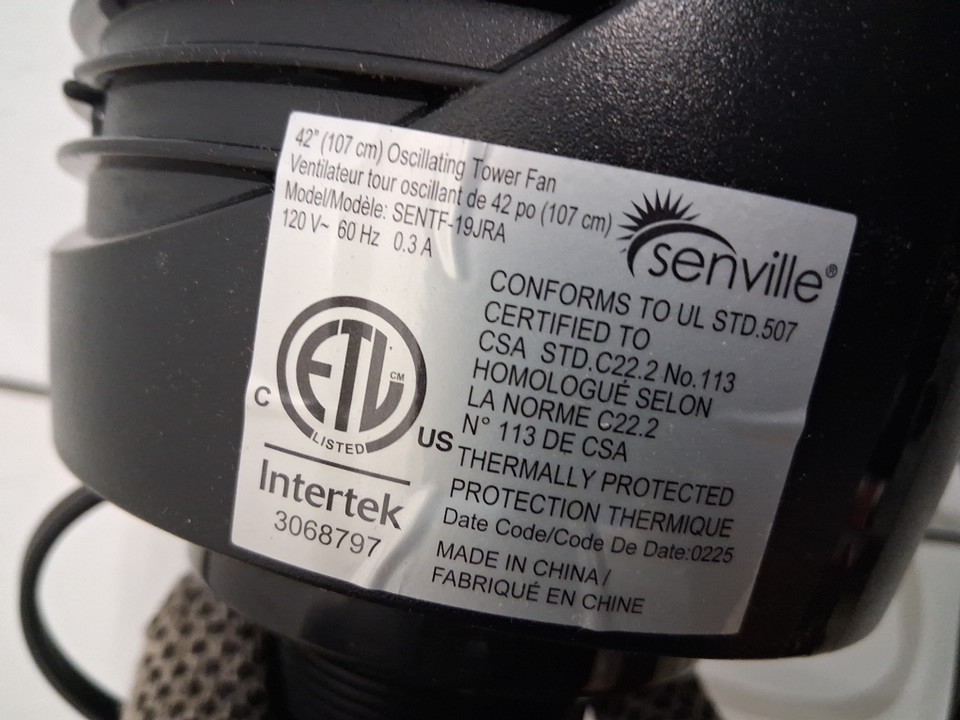 42" (107 cm) Oscillating Tower Fan
Ventilateur tour oscillant de 42 po (107 cm)
Model/Modèle: SENTF-19JRA
120 V~ 60 Hz 0.3 A
senville®
CONFORMS TO UL STD.507
CERTIFIED TO
CSA STD.C22.2 No.113
HOMOLOGUÉ SELON
LA NORME C22.2
N° 113 DE CSA
THERMALLY PROTECTED
PROTECTION THERMIQUE
Date Code/Code De Date:0225
MADE IN CHINA /
FABRIQUÉ EN CHINE
ETL CM
C
LISTED
US
Intertek
3068797